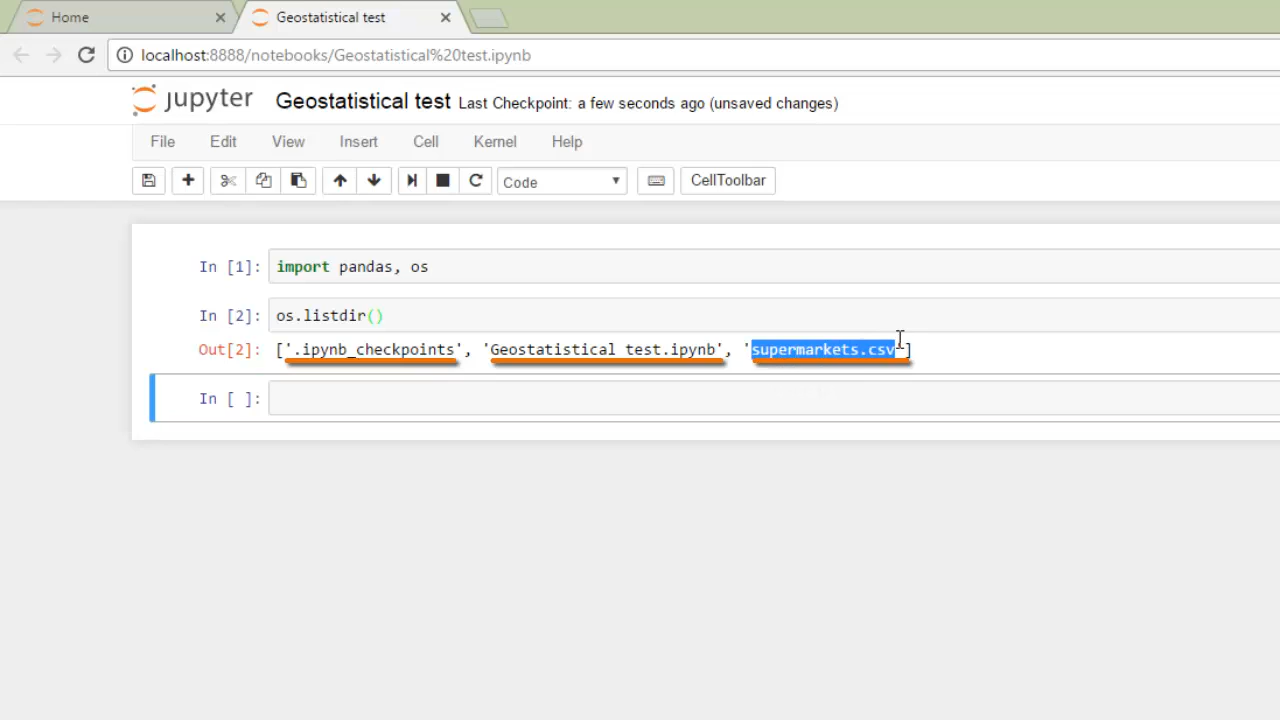 Home
Geostatistical test
localhost:8888/notebooks/Geostatistical%20test.ipynb
jupyter Geostatistical test Last Checkpoint: a few seconds ago (unsaved changes)
File Edit View Insert Cell Kernel Help
Code CellToolbar
In [1]: import pandas, os
In [2]: os.listdir()
Out[2]: ['.ipynb_checkpoints', 'Geostatistical test.ipynb', 'supermarkets.csv']
In [ ]: